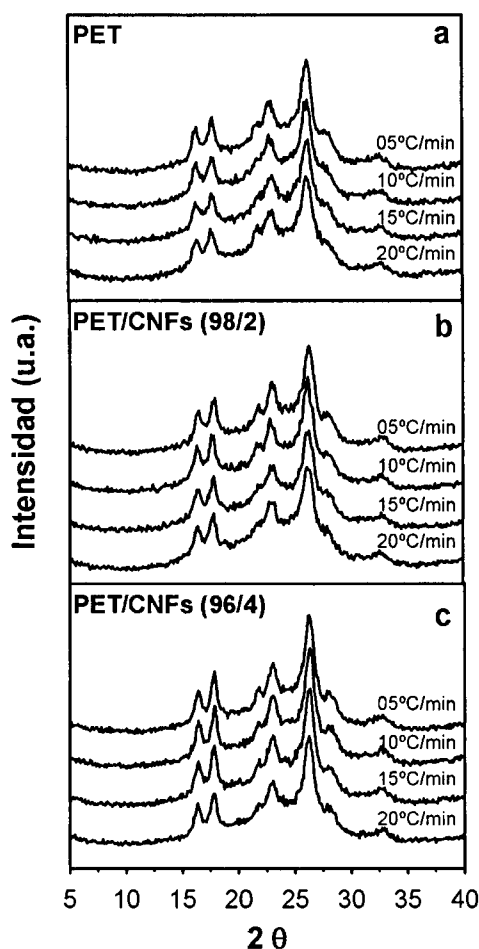 PET
a
05ºC/min
10ºC/min
15ºC/min
20ºC/min
PET/CNFs (98/2)
b
05ºC/min
10ºC/min
15ºC/min
20ºC/min
PET/CNFs (96/4)
c
05ºC/min
10ºC/min
15ºC/min
20ºC/min
Intensidad (u.a.)
5 10 15 20 25 30 35 40
2 θ